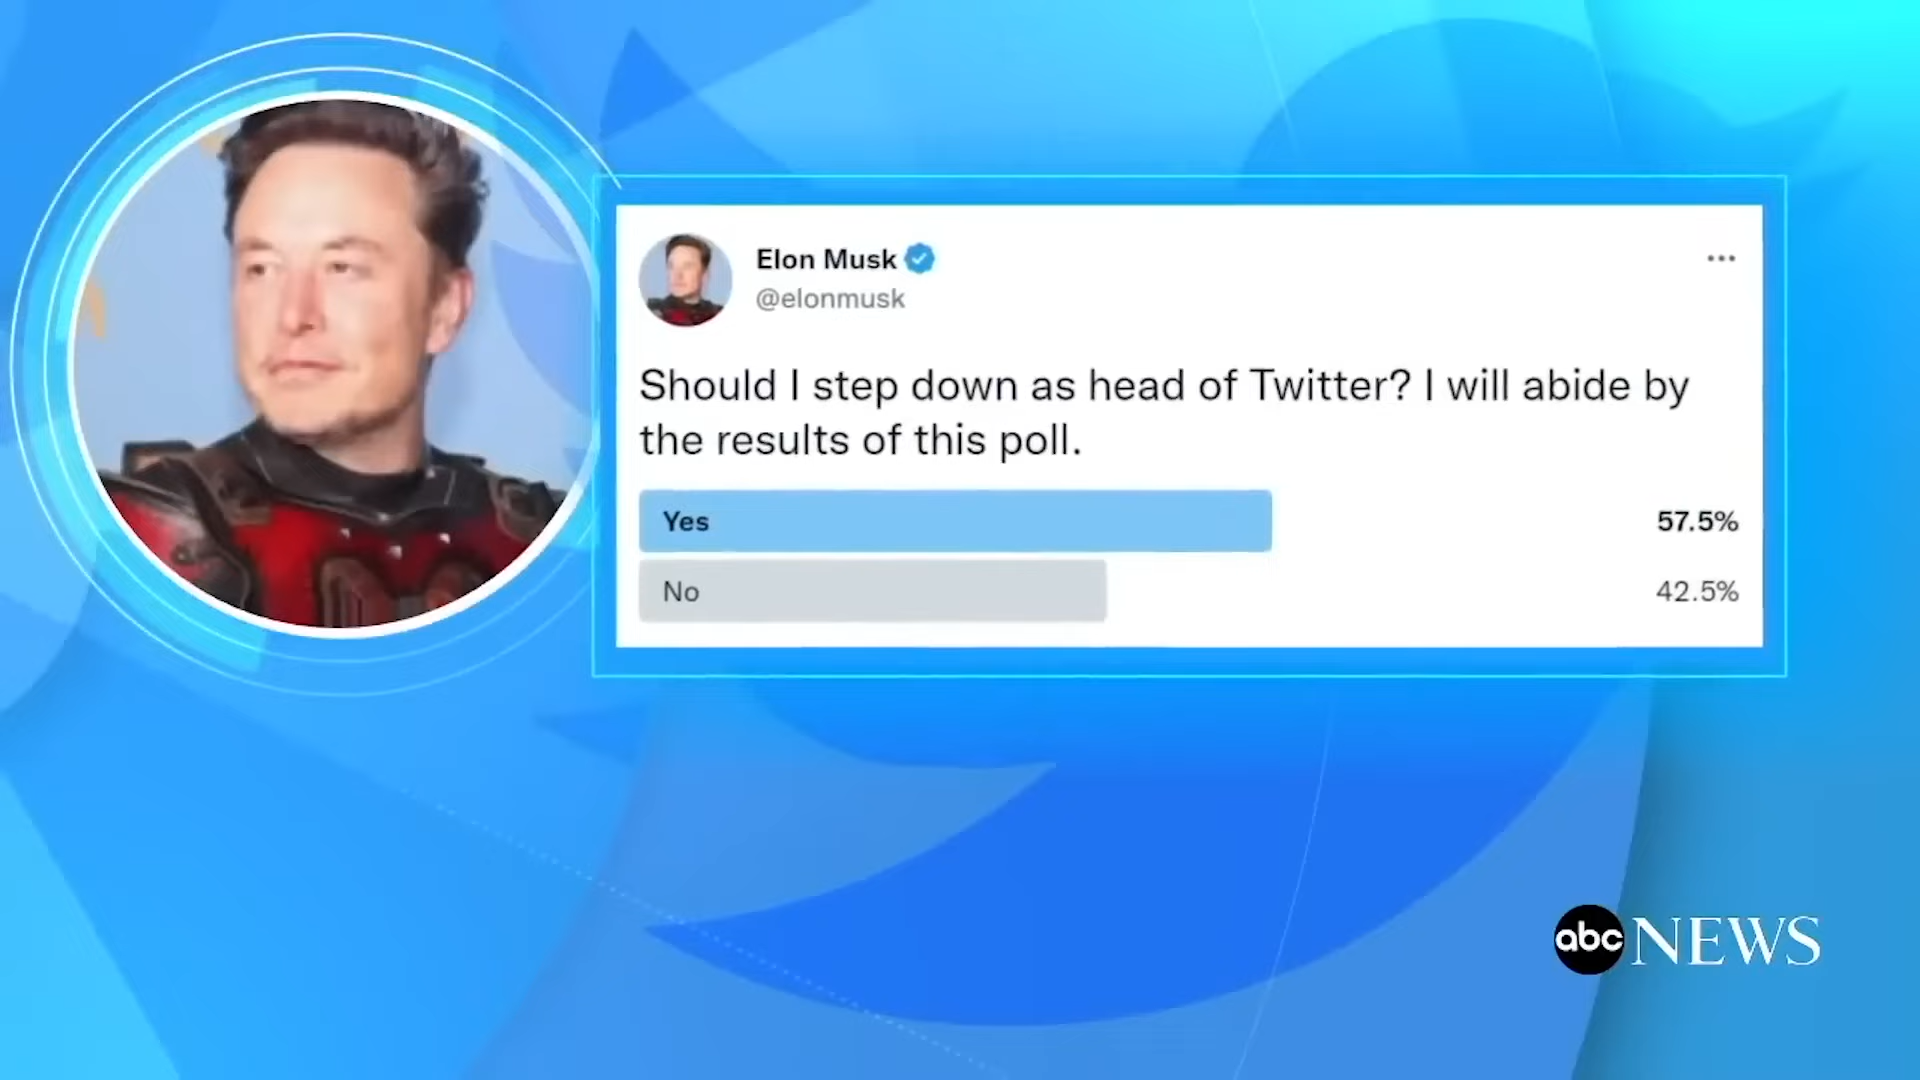 Elon Musk
@elonmusk
Should I step down as head of Twitter? I will abide by
the results of this poll.
Yes 57.5%
No 42.5%
abc NEWS